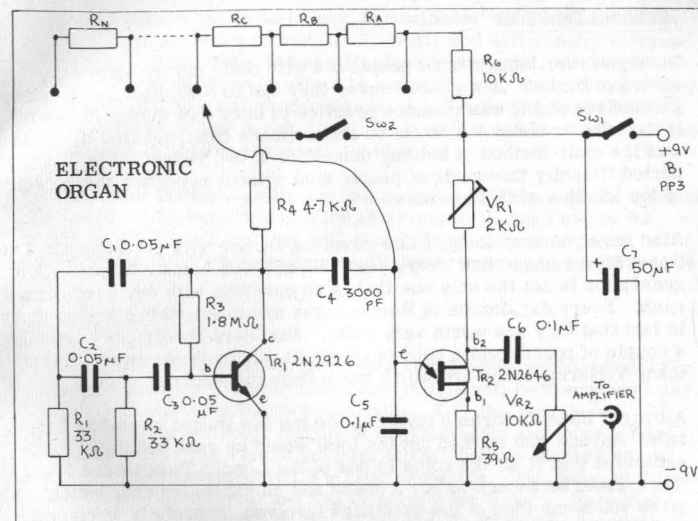 RN
RC
RB
RA
R6
10KΩ
SW2
SW1
+9V
B1
PP3
ELECTRONIC
ORGAN
R4 4·7KΩ
VR1
2KΩ
C1 0.05µF
C4 3000
PF
+
C7
50µF
R3
1·8MΩ
C2
0.05µF
C6 0.1µF
c
b
TR1 2N2926
e
e
b2
TR2 2N2646
b1
C3 0.05
µF
C5
0.1µF
VR2
10KΩ
TO
AMPLIFIER
R1
33
KΩ
R2
33KΩ
R5
39Ω
-9V